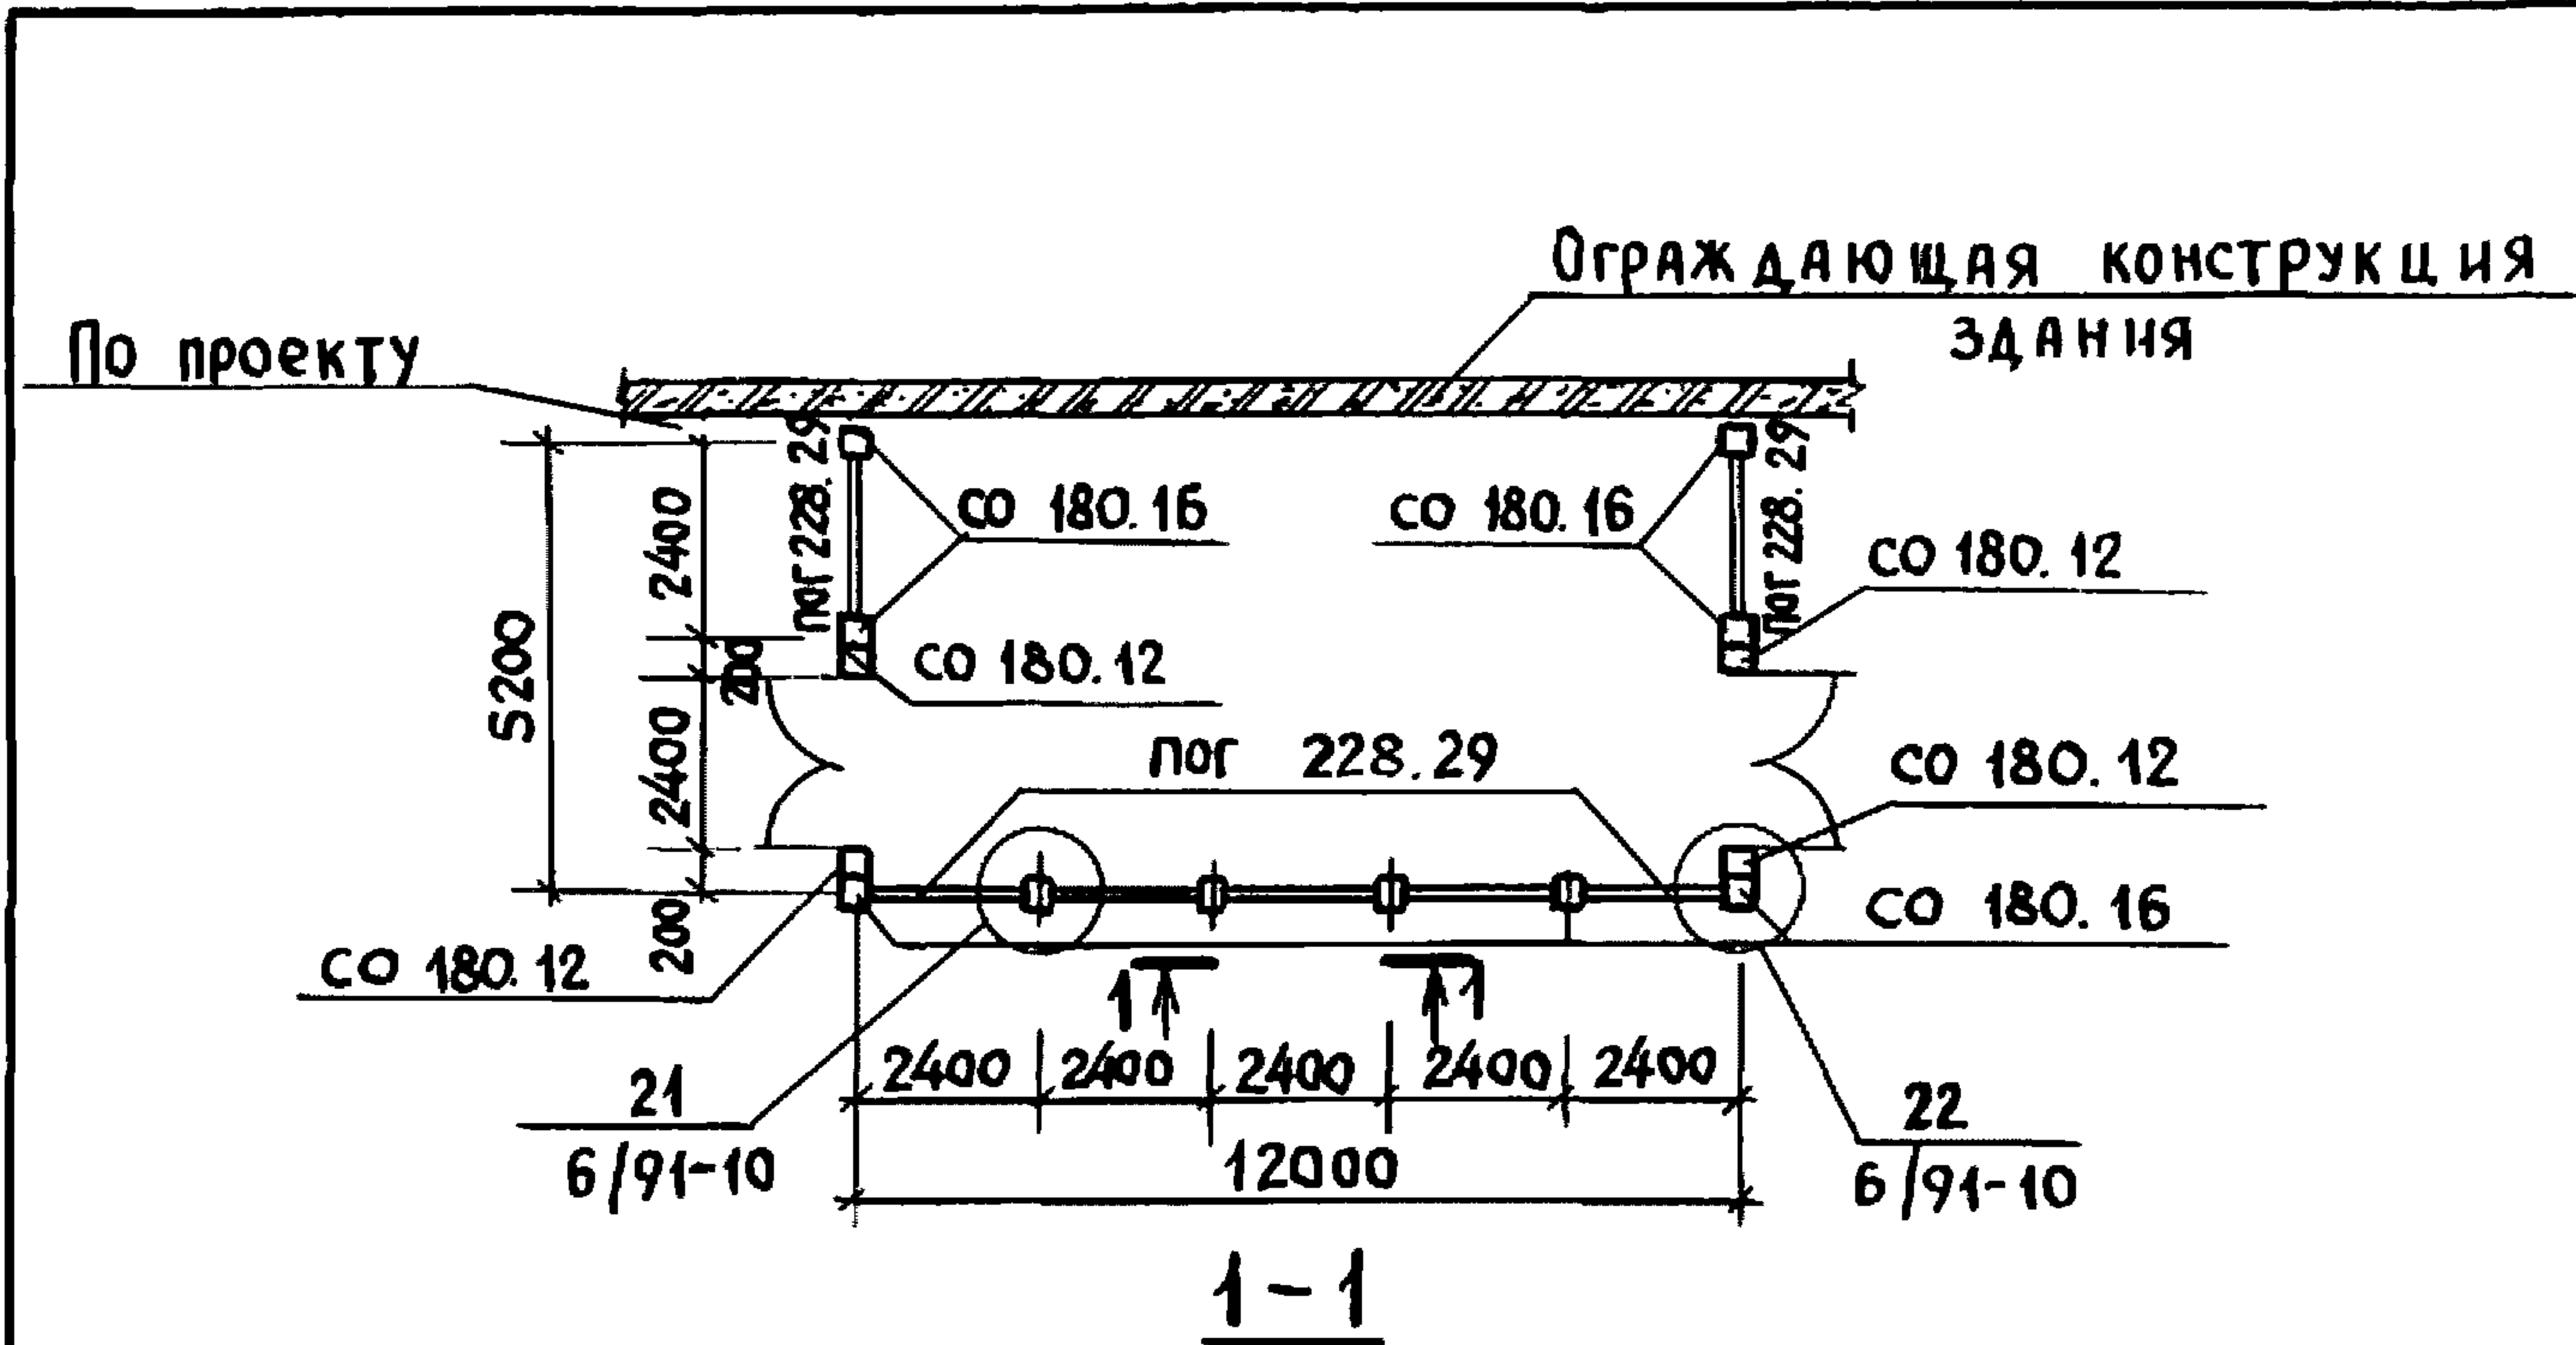 Ограждающая конструкция
здания
По проекту
пог 228.29
пог 228.29
2400
со 180.16
со 180.16
со 180.12
5200
200
со 180.12
2400
пог 228.29
со 180.12
200
со 180.16
со 180.12
1
1
2400
2400
2400
2400
2400
21
6/91-10
22
6/91-10
12000
1-1